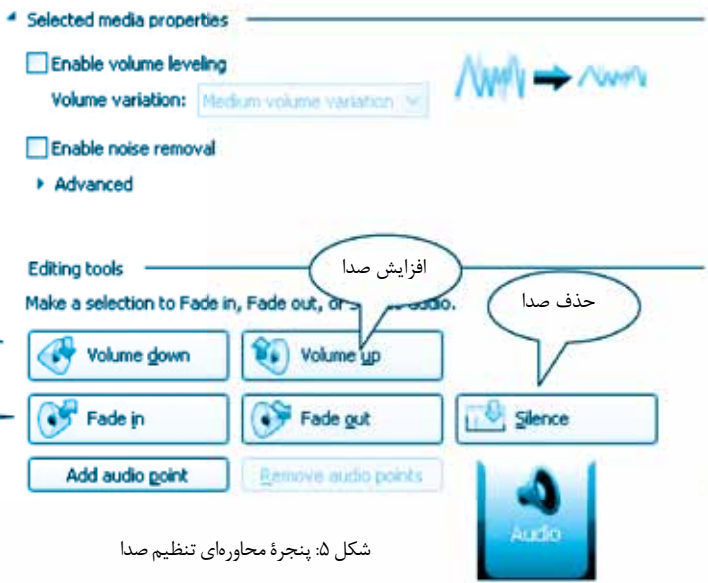 Selected media properties
Enable volume leveling
Volume variation: Medium volume variation
Enable noise removal
Advanced
Editing tools
افزایش صدا
حذف صدا
Make a selection to Fade in, Fade out, or audio.
Volume down Volume up
Fade in Fade out Silence
Add audio point Remove audio points
Audio
شکل ۵: پنجرهٔ محاوره‌ای تنظیم صدا